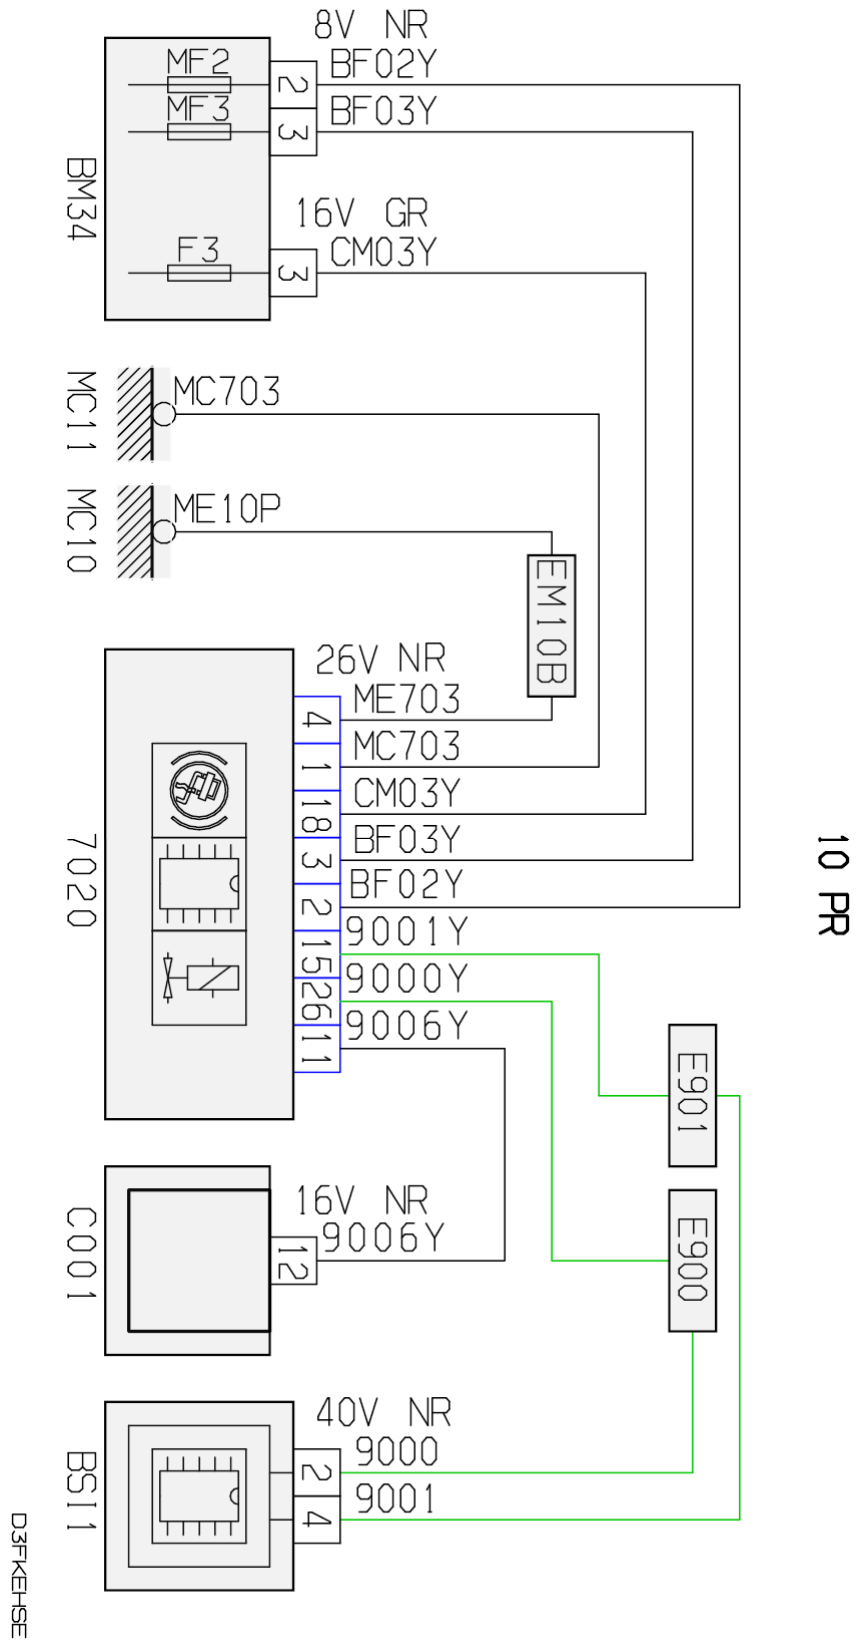 8V NR
MF2
BF02Y
2
MF3
BF03Y
3
BM34
16V GR
F3
CM03Y
3
MC11
MC703
MC10
ME10P
EM10B
26V NR
ME703
4
MC703
1
CM03Y
18
BF03Y
3
BF02Y
2
9001Y
15
9000Y
26
9006Y
11
7020
10 PR
E901
E900
C001
16V NR
9006Y
12
BSI1
40V NR
9000
2
9001
4
D3FKEHSE